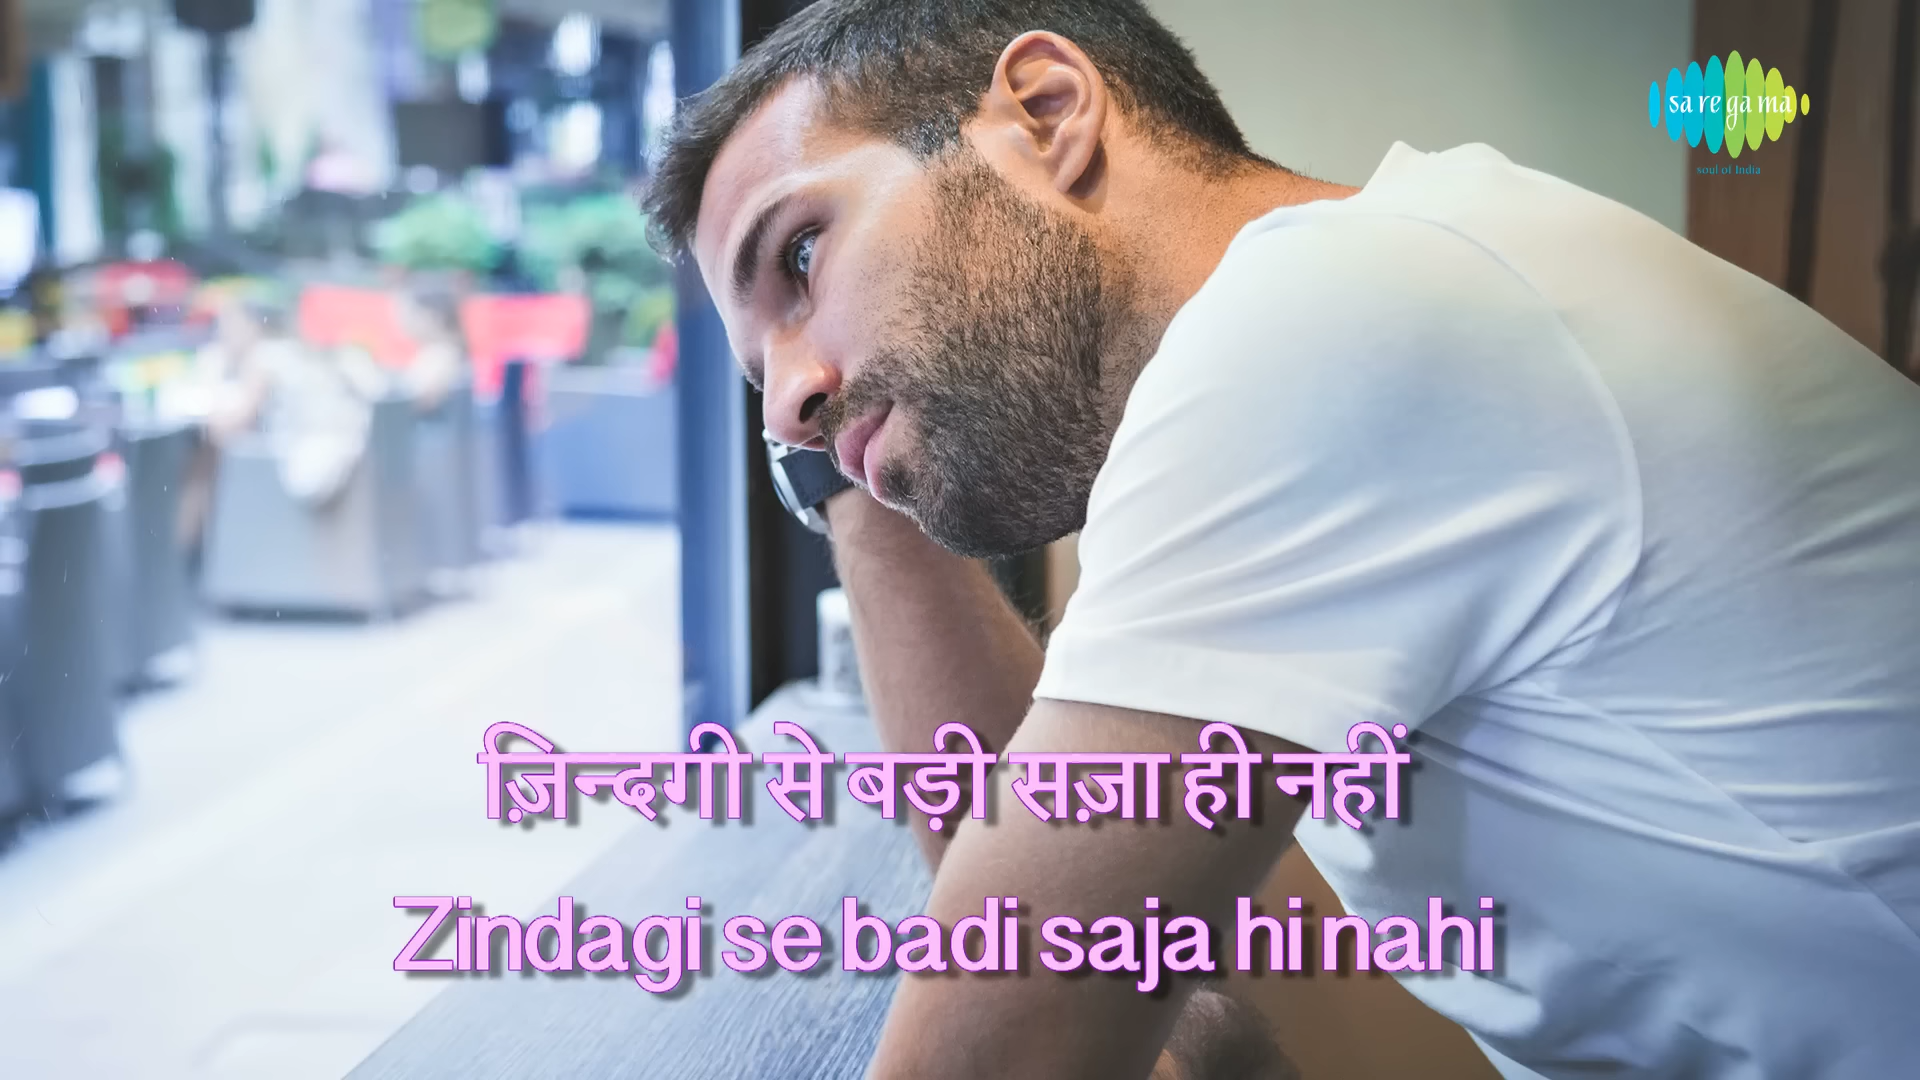 sa re ga ma
soul of India
ज़िन्दगी से बड़ी सज़ा ही नहीं
Zindagi se badi saja hi nahi